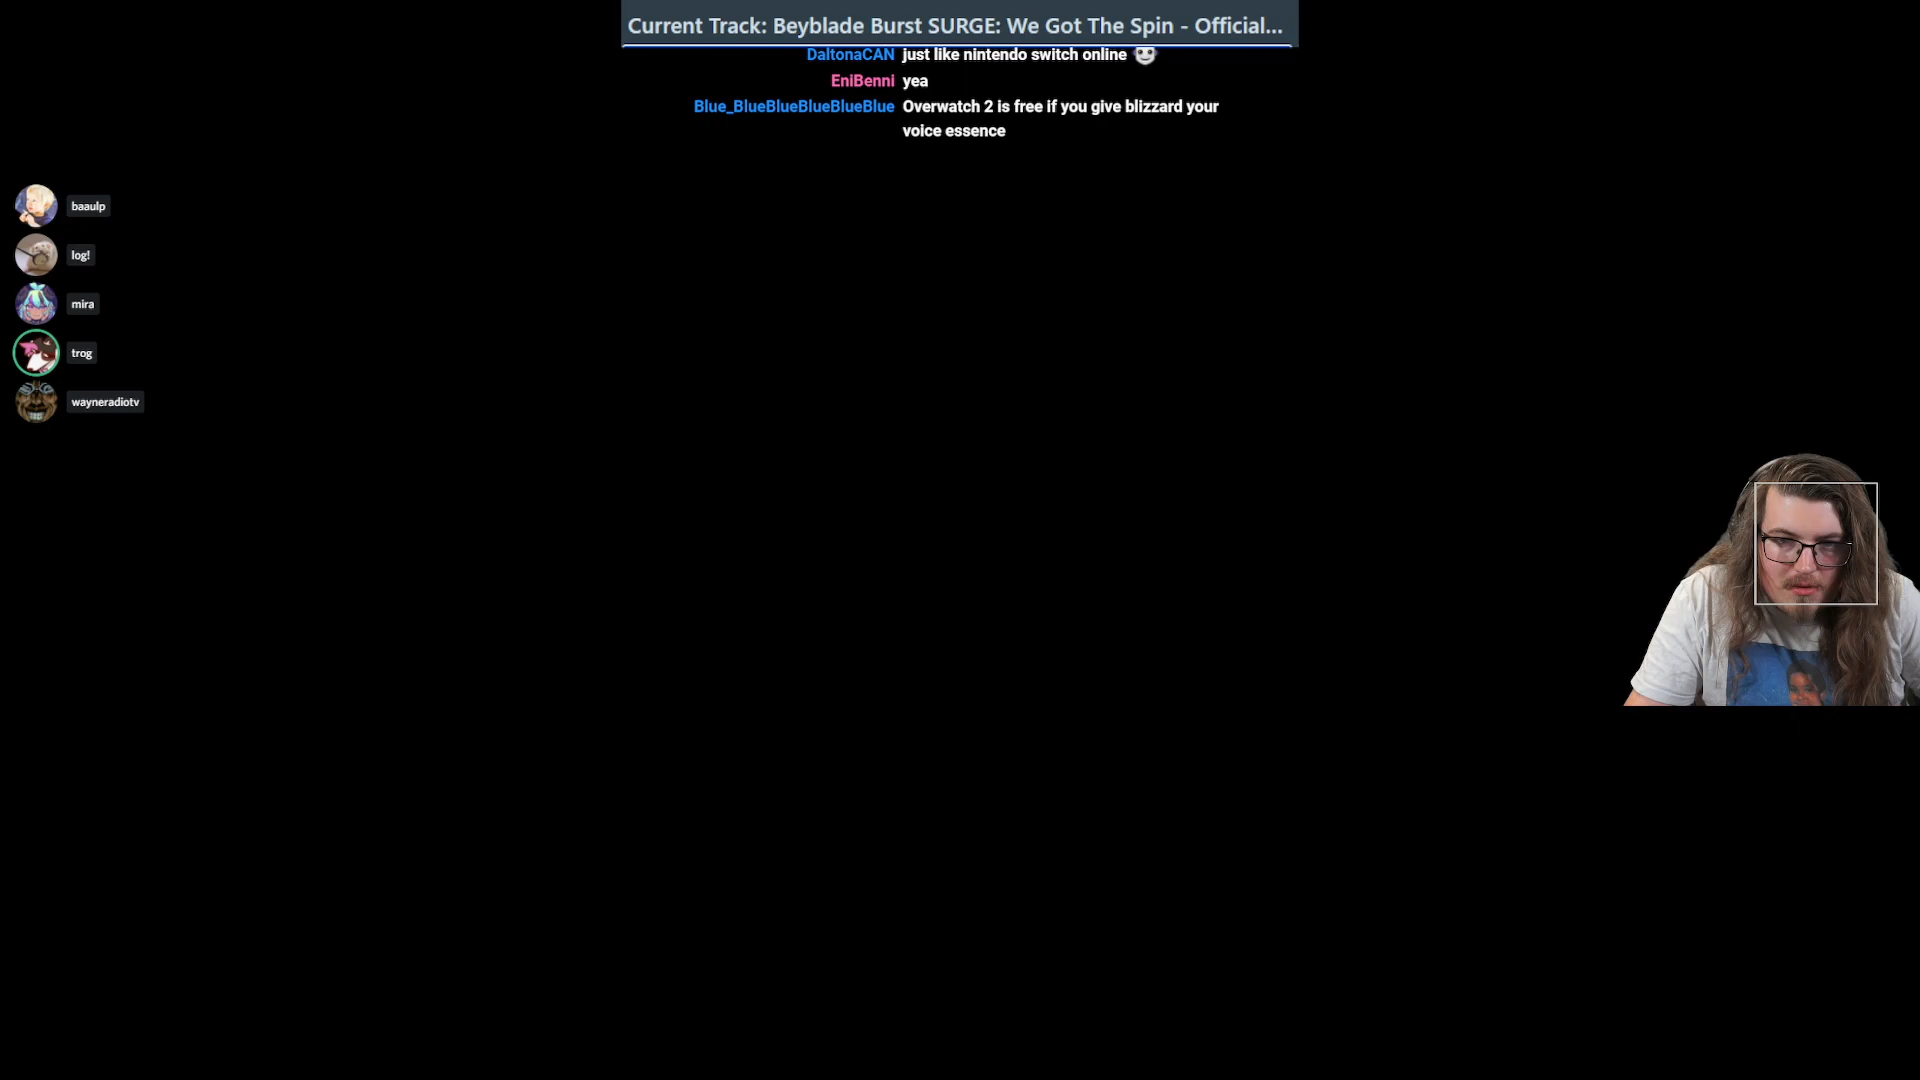 Current Track: Beyblade Burst SURGE: We Got The Spin - Official...
DaltonaCAN just like nintendo switch online
EniBenni yea
Blue_BlueBlueBlueBlueBlue Overwatch 2 is free if you give blizzard your
voice essence
baaulp
log!
mira
trog
wayneradiotv